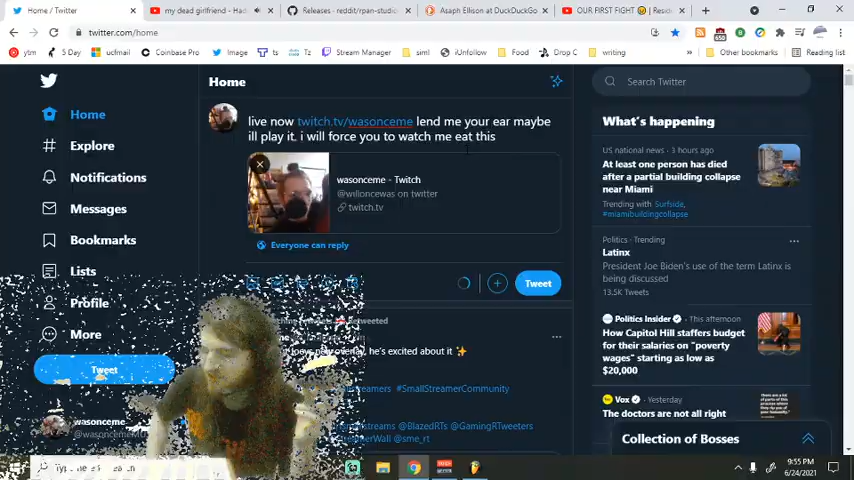 Home / Twitter
my dead girlfriend - Had
Releases · reddit/rpan-studio
Asaph Ellison at DuckDuckGo
OUR FIRST FIGHT
twitter.com/home
650
ytm
5 Day
ucfmail
Coinbase Pro
Image
ts
Tz
Stream Manager
siml
iUnfollow
Food
Drop C
writing
Other bookmarks
Reading list
Home
Explore
Notifications
Messages
Bookmarks
Lists
Profile
More
Tweet
wasonceme
Home
live now twitch.tv/wasonceme lend me your ear maybe
ill play it. i will force you to watch me eat this
wasonceme - Twitch
@willoncewas on twitter
twitch.tv
Everyone can reply
Tweet
he's excited about it
#SmallStreamerCommunity
@BlazedRTs @GamingRTweeters
@sme_rt
Search Twitter
What's happening
US national news · 3 hours ago
At least one person has died
after a partial building collapse
near Miami
Trending with Surfside,
#miamibuildingcollapse
Politics · Trending
Latinx
President Joe Biden's use of the term Latinx is
being discussed
13.5K Tweets
Politics Insider · This afternoon
How Capitol Hill staffers budget
for their salaries on "poverty
wages" starting as low as
$20,000
Vox · Yesterday
The doctors are not all right
Collection of Bosses
9:55 PM
6/24/2021